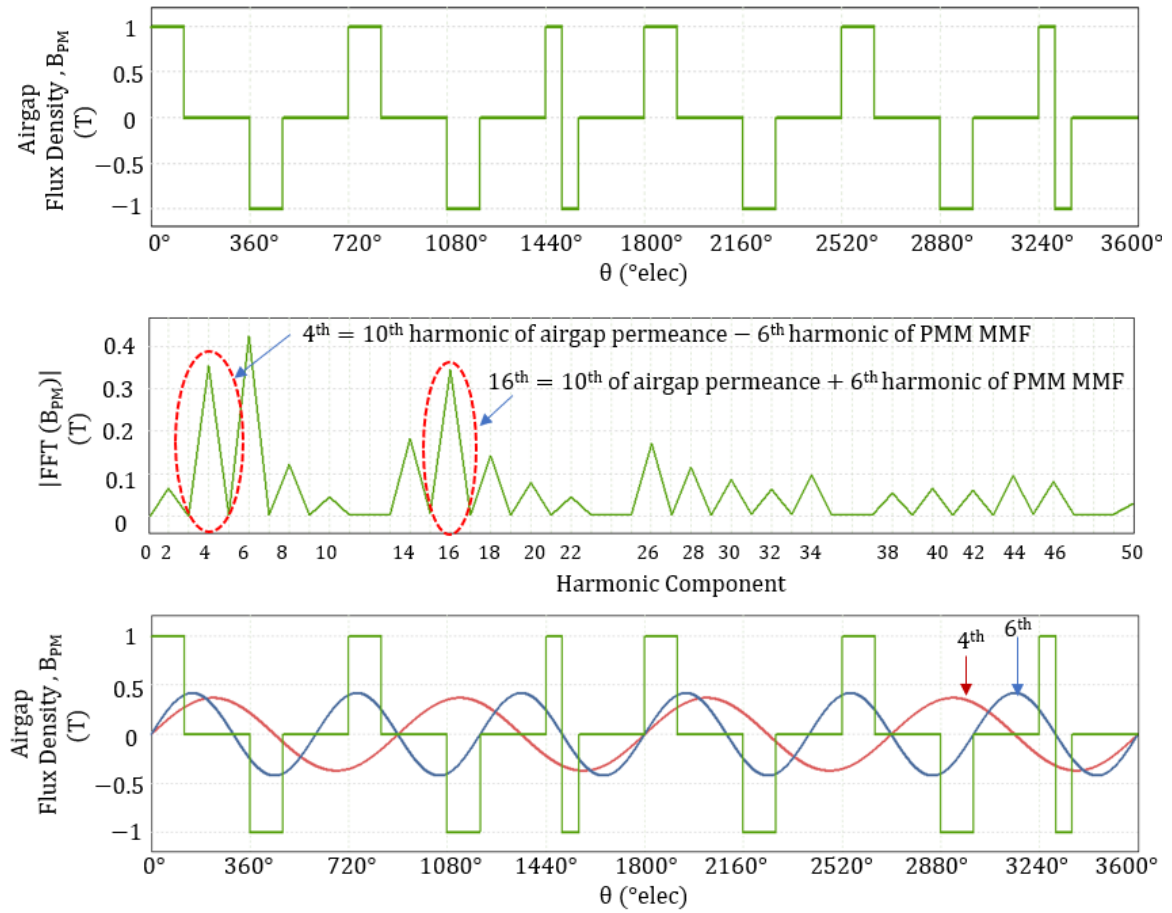 Airgap
Flux Density , B_PM
(T)
1
0.5
0
−0.5
−1
0° 360° 720° 1080° 1440° 1800° 2160° 2520° 2880° 3240° 3600°
θ (°elec)
|FFT (B_PM)|
(T)
0.4
0.3
0.2
0.1
0
4th = 10th harmonic of airgap permeance − 6th harmonic of PMM MMF
16th = 10th of airgap permeance + 6th harmonic of PMM MMF
0 2 4 6 8 10 14 16 18 20 22 26 28 30 32 34 38 40 42 44 46 50
Harmonic Component
Airgap
Flux Density , B_PM
(T)
1
0.5
0
−0.5
−1
4th
6th
0° 360° 720° 1080° 1440° 1800° 2160° 2520° 2880° 3240° 3600°
θ (°elec)